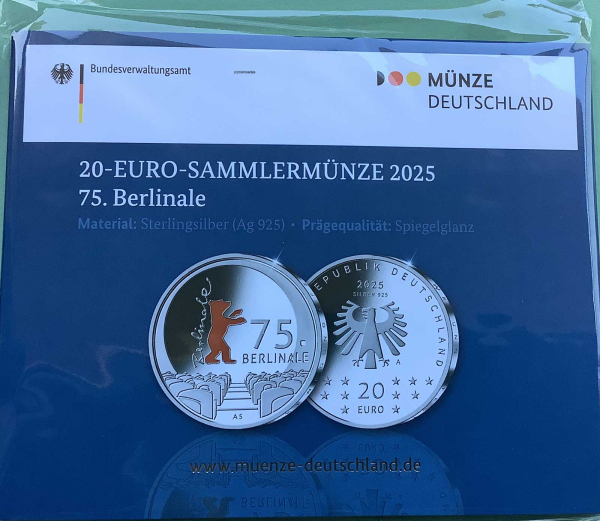 Bundesverwaltungsamt
MÜNZE
DEUTSCHLAND
20-EURO-SAMMLERMÜNZE 2025
75. Berlinale
Material: Sterlingsilber (Ag 925) • Prägequalität: Spiegelglanz
Berlinale
75.
BERLINALE
AS
REPUBLIK DEUTSCHLAND
2025
SILBER 925
A
20
EURO
www.muenze-deutschland.de